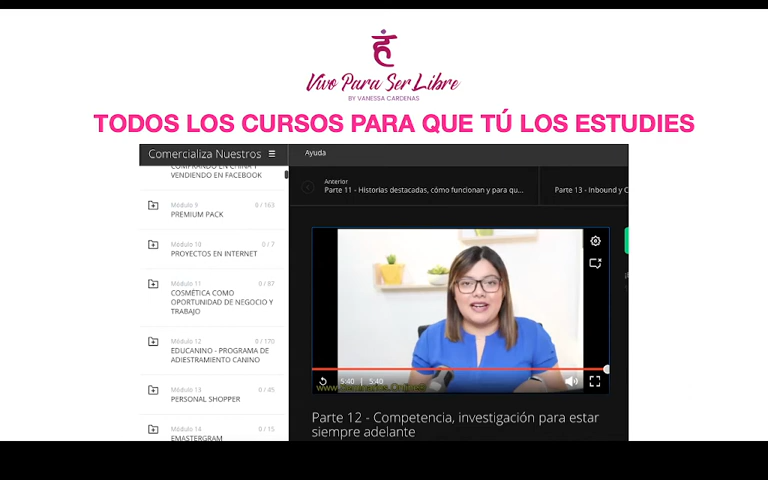 हं
Vivo Para Ser Libre
BY VANESSA CARDENAS
TODOS LOS CURSOS PARA QUE TÚ LOS ESTUDIES
Comercializa Nuestros
Ayuda
COMPRANDO EN CHINA Y
VENDIENDO EN FACEBOOK
Módulo 9 0 / 163
PREMIUM PACK
Módulo 10 0 / 7
PROYECTOS EN INTERNET
Módulo 11 0 / 87
COSMÉTICA COMO
OPORTUNIDAD DE NEGOCIO Y
TRABAJO
Módulo 12 0 / 170
EDUCANINO - PROGRAMA DE
ADIESTRAMIENTO CANINO
Módulo 13 0 / 45
PERSONAL SHOPPER
Módulo 14 0 / 15
EMASTERGRAM
Anterior
Parte 11 - Historias destacadas, cómo funcionan y para qu...
Parte 13 - Inbound y C
5:40 | 5:40
Parte 12 - Competencia, investigación para estar
siempre adelante